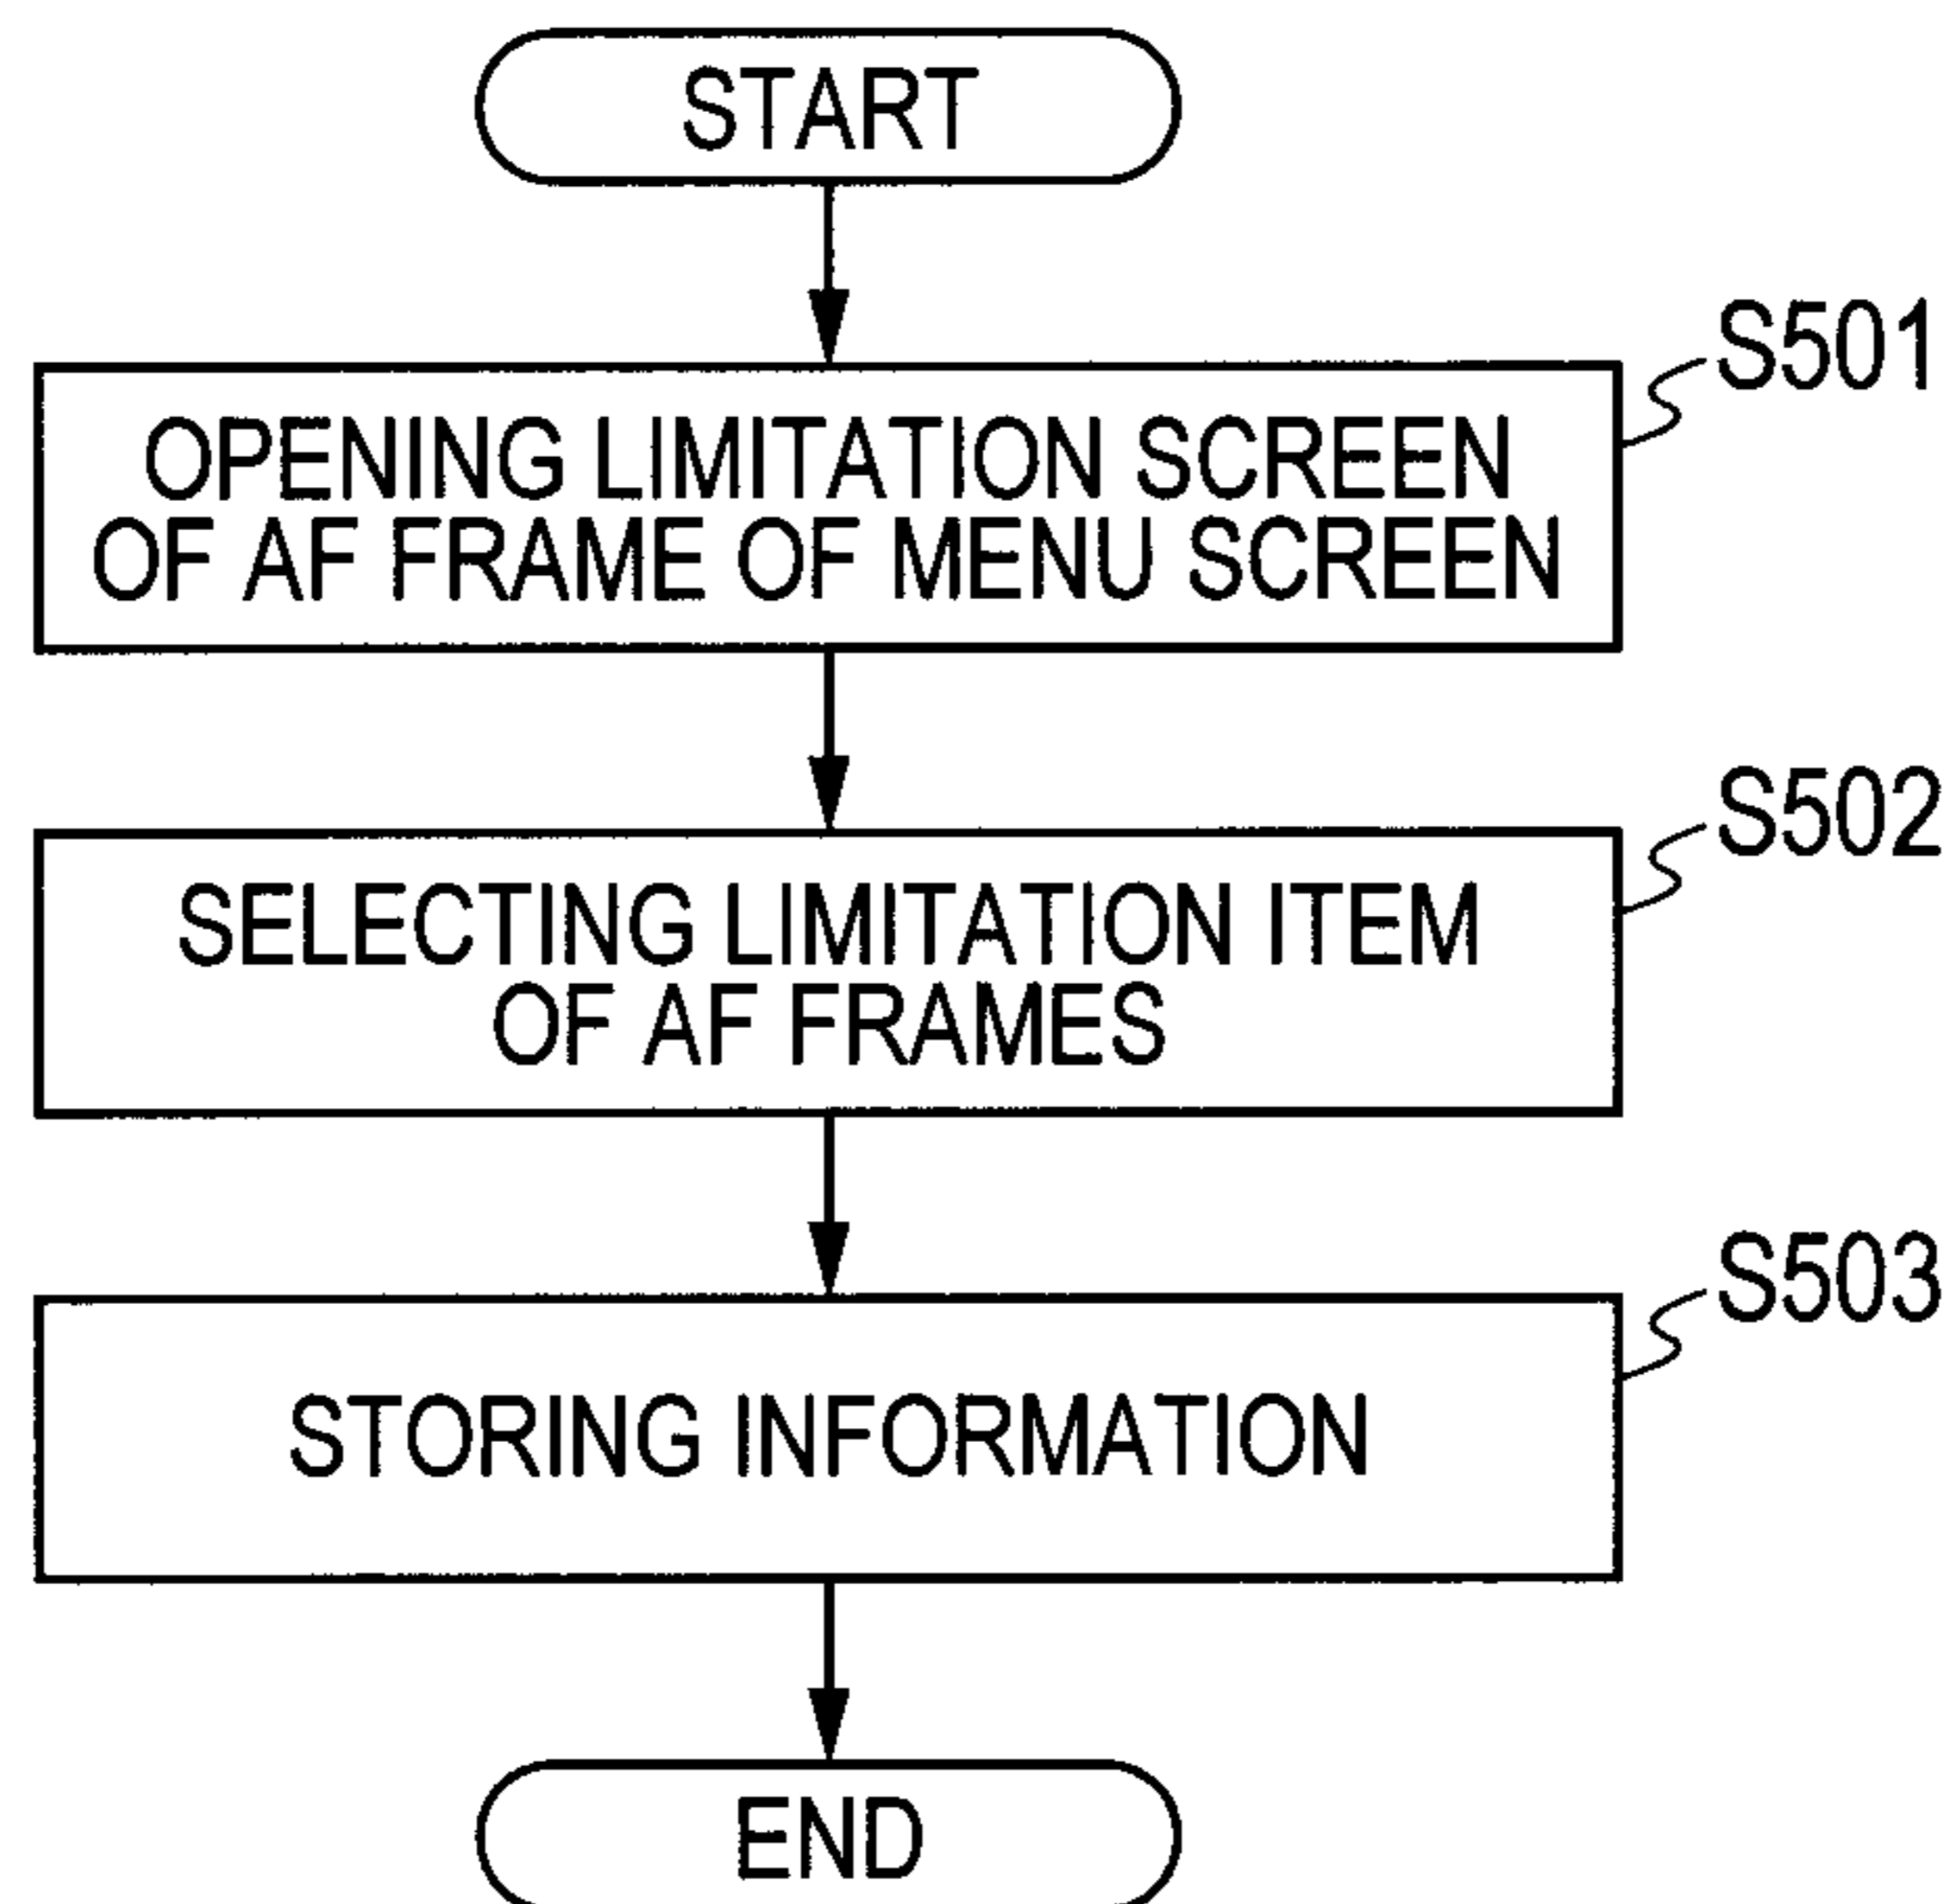 START
S501
OPENING LIMITATION SCREEN
OF AF FRAME OF MENU SCREEN
S502
SELECTING LIMITATION ITEM
OF AF FRAMES
S503
STORING INFORMATION
END